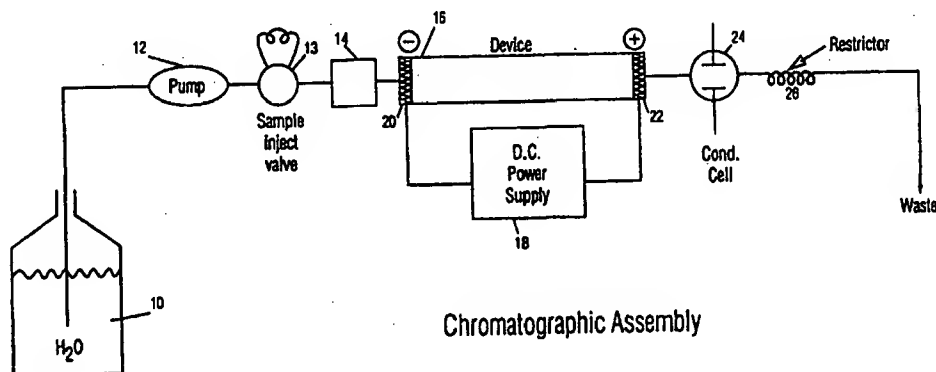 12
Pump
13
Sample
inject
valve
14
−
16
Device
+
20
22
D.C.
Power
Supply
18
24
Cond.
Cell
Restrictor
26
Waste
10
H₂O
Chromatographic Assembly